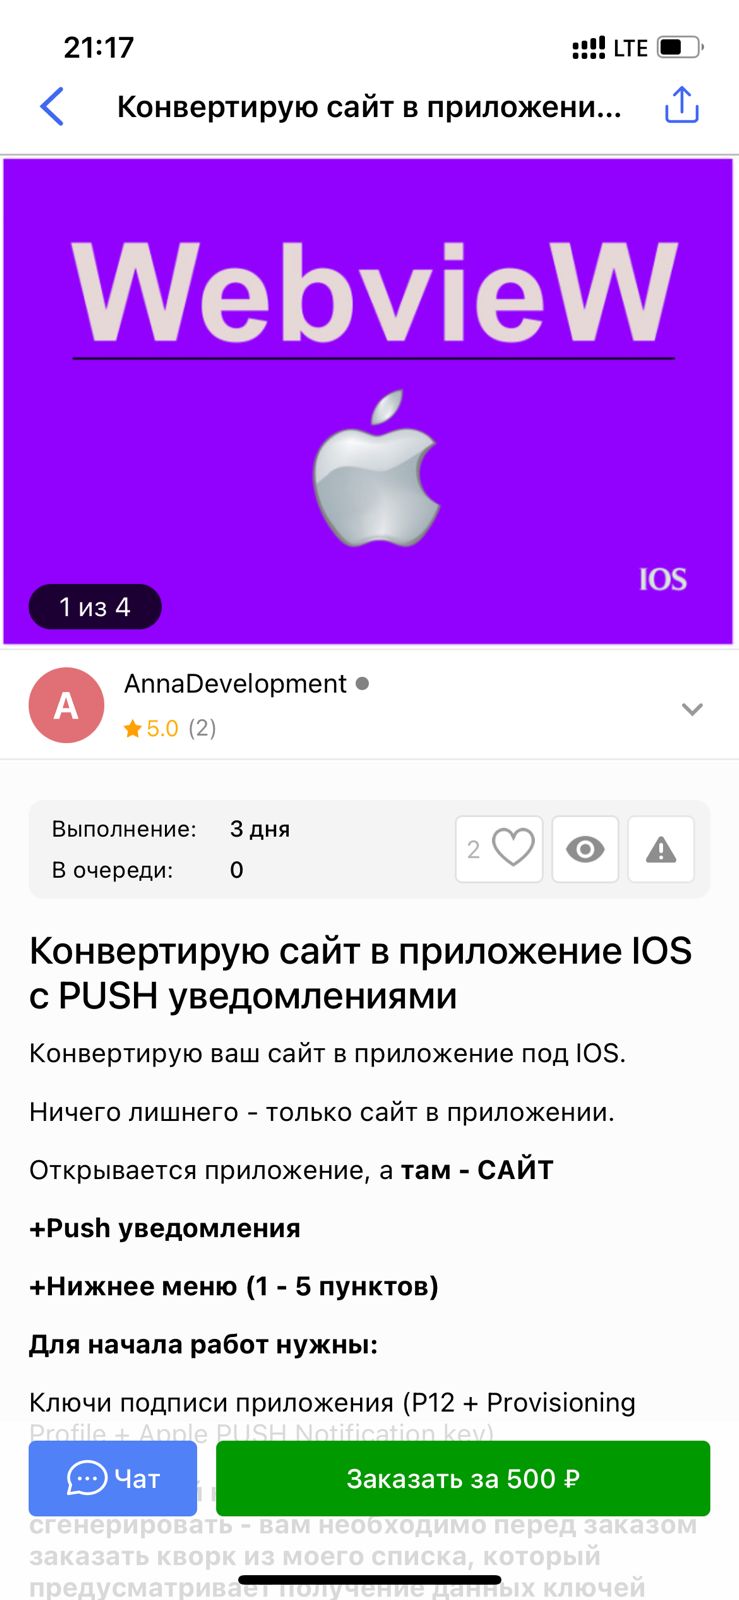 21:17
LTE
Конвертирую сайт в приложени...
WebvieW
IOS
1 из 4
A
AnnaDevelopment
5.0 (2)
Выполнение: 3 дня
2
В очереди: 0
Конвертирую сайт в приложение IOS
с PUSH уведомлениями
Конвертирую ваш сайт в приложение под IOS.
Ничего лишнего - только сайт в приложении.
Открывается приложение, а там - САЙТ
+Push уведомления
+Нижнее меню (1 - 5 пунктов)
Для начала работ нужны:
Ключи подписи приложения (P12 + Provisioning
Profile + Apple PUSH Notification key)
Чат
Заказать за 500 ₽
сгенерировать - вам необходимо перед заказом
заказать кворк из моего списка, который
предусматривает получение данных ключей